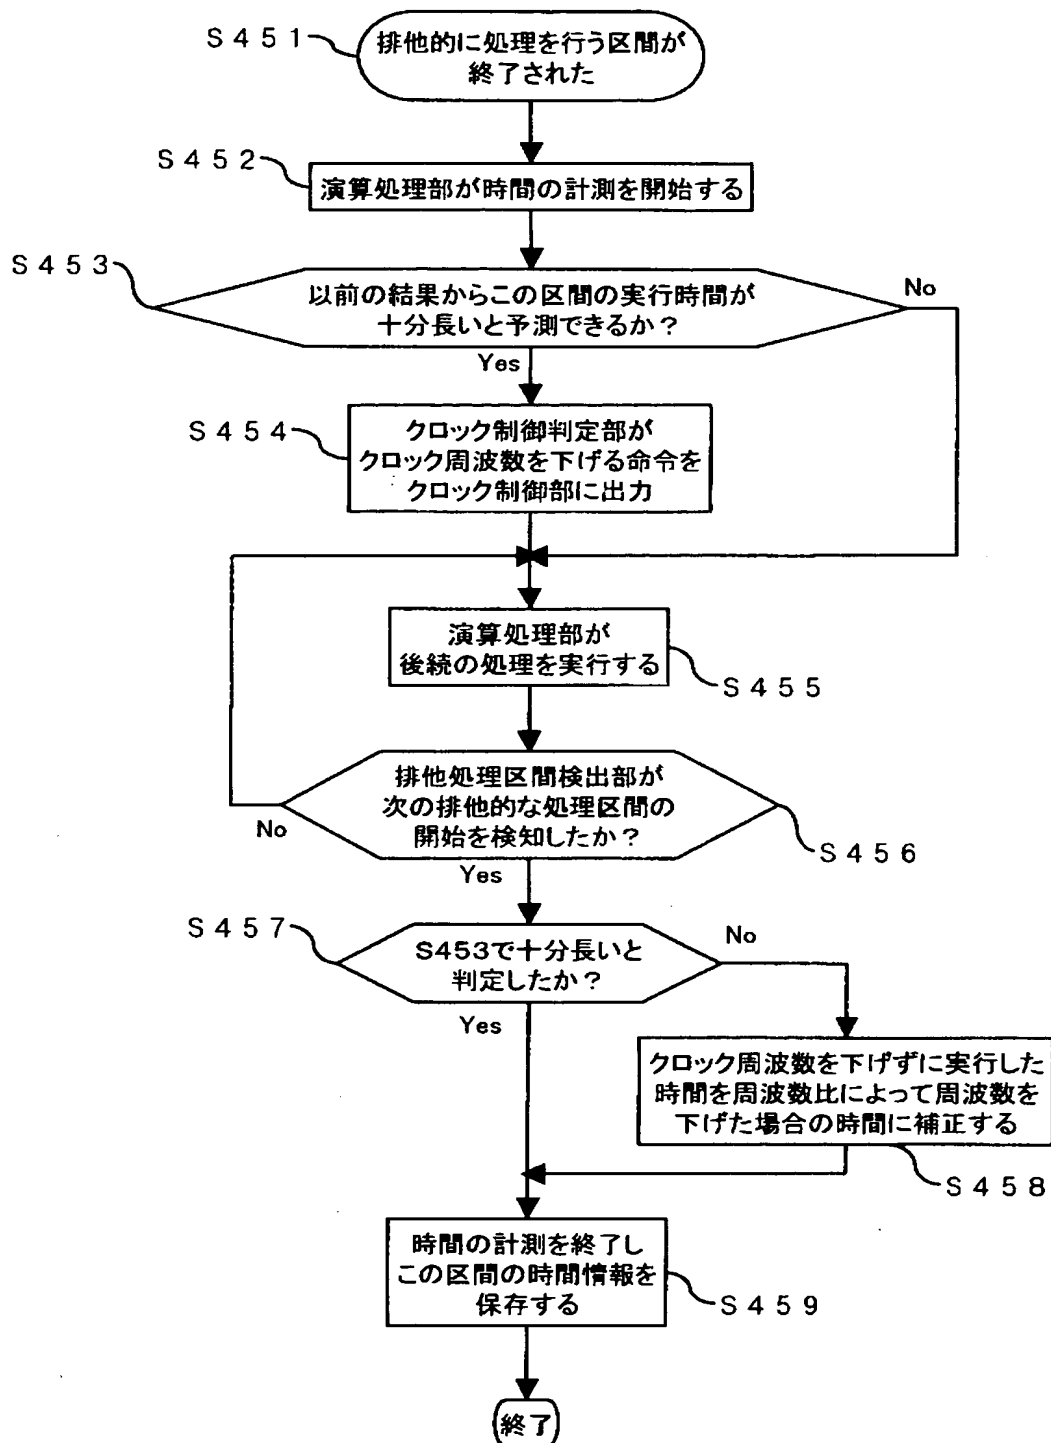 S451
排他的に処理を行う区間が
終了された
S452
演算処理部が時間の計測を開始する
S453
以前の結果からこの区間の実行時間が
十分長いと予測できるか？
No
Yes
S454
クロック制御判定部が
クロック周波数を下げる命令を
クロック制御部に出力
演算処理部が
後続の処理を実行する
S455
排他処理区間検出部が
次の排他的な処理区間の
開始を検知したか？
No
S456
Yes
S457
S453で十分長いと
判定したか？
No
Yes
クロック周波数を下げずに実行した
時間を周波数比によって周波数を
下げた場合の時間に補正する
S458
時間の計測を終了し
この区間の時間情報を
保存する
S459
終了